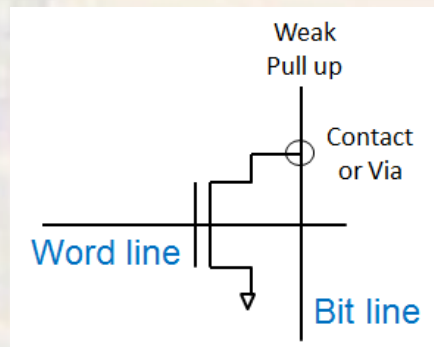 Weak
Pull up
Contact
or Via
Word line
Bit line